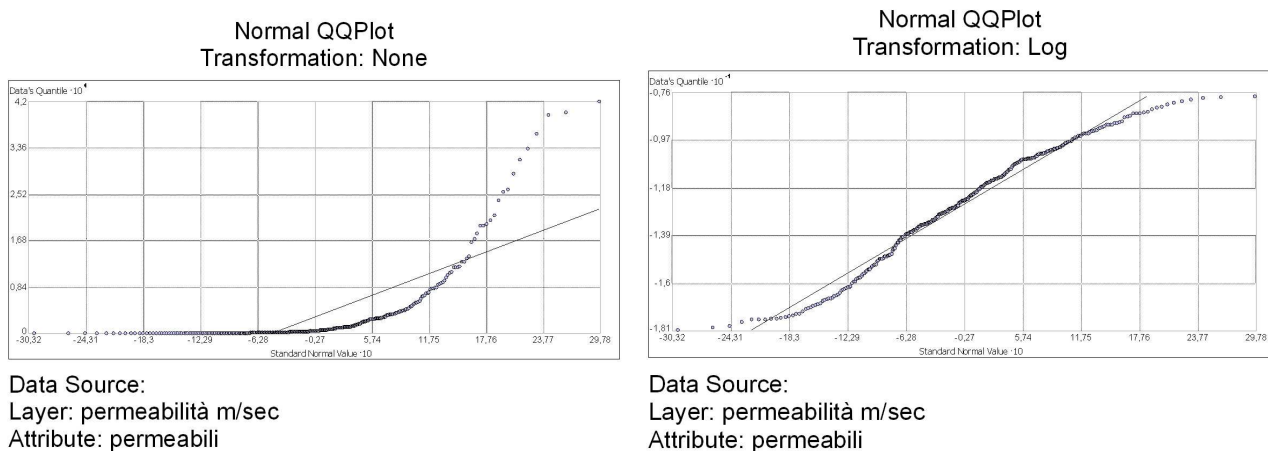 Normal QQPlot
Transformation: None
Data's Quantile ·10⁴
4,2
3,36
2,52
1,68
0,84
0
-30,32 -24,31 -18,3 -12,29 -6,28 -0,27 5,74 11,75 17,76 23,77 29,78
Standard Normal Value ·10
Data Source:
Layer: permeabilità m/sec
Attribute: permeabili
Normal QQPlot
Transformation: Log
Data's Quantile ·10⁻¹
-0,76
-0,97
-1,18
-1,39
-1,6
-1,81
-30,32 -24,31 -18,3 -12,29 -6,28 -0,27 5,74 11,75 17,76 23,77 29,78
Standard Normal Value ·10
Data Source:
Layer: permeabilità m/sec
Attribute: permeabili